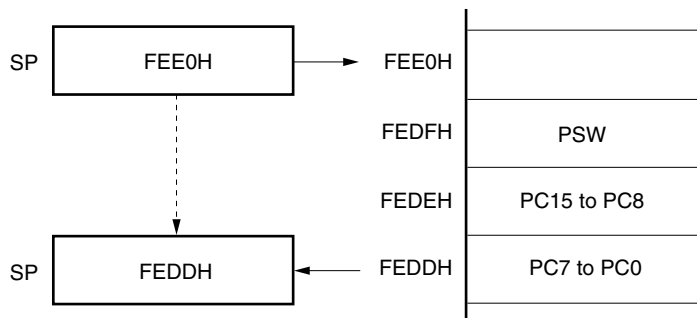 SP FEE0H FEE0H
FEDFH PSW
FEDEH PC15 to PC8
SP FEDDH FEDDH PC7 to PC0